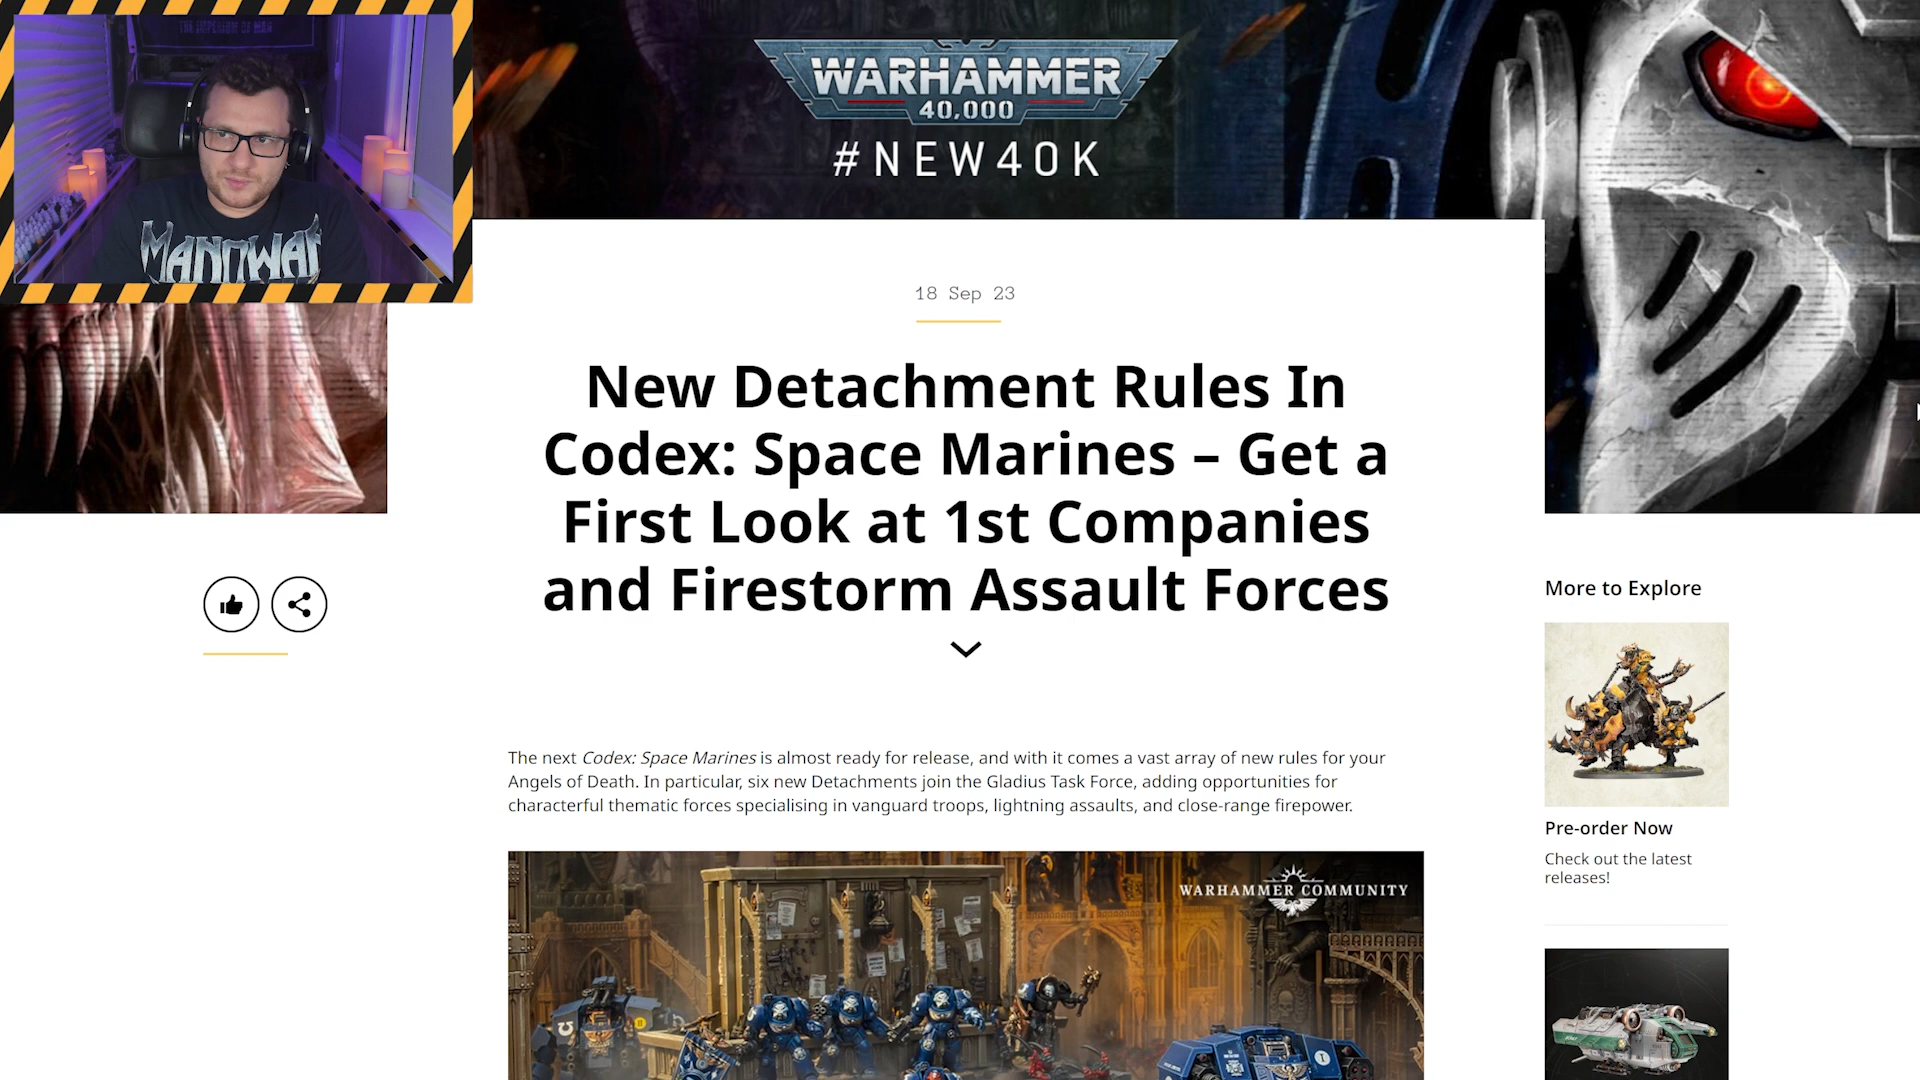 THE IMPERIUM OF MAN
MANOWAR
WARHAMMER
40,000
#NEW40K
18 Sep 23
New Detachment Rules In
Codex: Space Marines – Get a
First Look at 1st Companies
and Firestorm Assault Forces
The next Codex: Space Marines is almost ready for release, and with it comes a vast array of new rules for your
Angels of Death. In particular, six new Detachments join the Gladius Task Force, adding opportunities for
characterful thematic forces specialising in vanguard troops, lightning assaults, and close-range firepower.
WARHAMMER COMMUNITY
More to Explore
Pre-order Now
Check out the latest
releases!